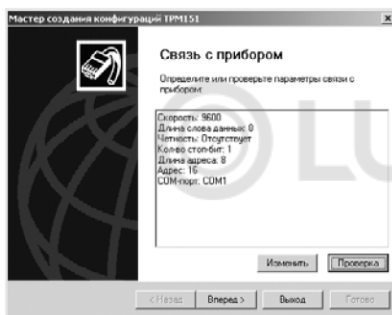 Мастер создания конфигураций ТРМ151
Связь с прибором
Определите или проверьте параметры связи с
прибором:
Скорость: 9600
Длина слова данных: 0
Четность: Отсутствует
Кол-во стоп-бит: 1
Длина адреса: 8
Адрес: 16
COM-порт: COM1
Изменить
Проверка
< Назад
Вперед >
Выход
Готово
LU